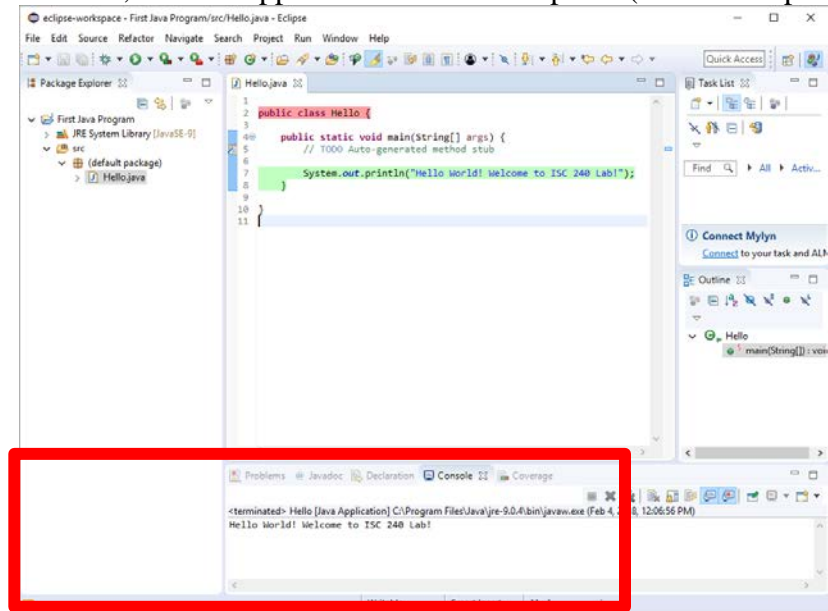 eclipse-workspace - First Java Program/src/Hello.java - Eclipse
File Edit Source Refactor Navigate Search Project Run Window Help
Quick Access
Package Explorer
Hello.java
Task List
First Java Program
JRE System Library [JavaSE-9]
src
(default package)
Hello.java
1
2 public class Hello {
3
4 public static void main(String[] args) {
5 // TODO Auto-generated method stub
6
7 System.out.println("Hello World! Welcome to ISC 240 Lab!");
8 }
9
10 }
11
Find All Activ...
Connect Mylyn
Connect to your task and ALM
Outline
Hello
main(String[]) : voi
Problems Javadoc Declaration Console Coverage
<terminated> Hello [Java Application] C:\Program Files\Java\jre-9.0.4\bin\javaw.exe (Feb 4, 8, 12:06:56 PM)
Hello World! Welcome to ISC 240 Lab!